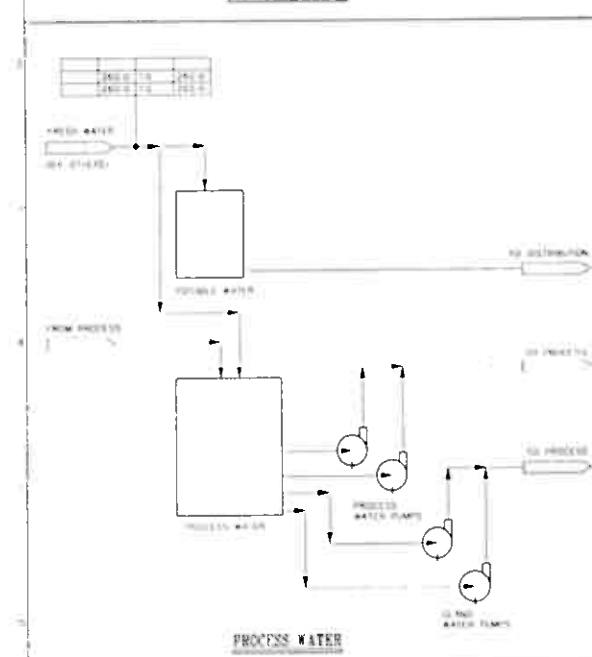 FRESH WATER
(BY OTHERS)
POTABLE WATER
TO DISTRIBUTION
FROM PROCESS
TO PROCESS
PROCESS WATER
PROCESS
WATER PUMPS
TO PROCESS
GLAND
WATER PUMPS
PROCESS WATER